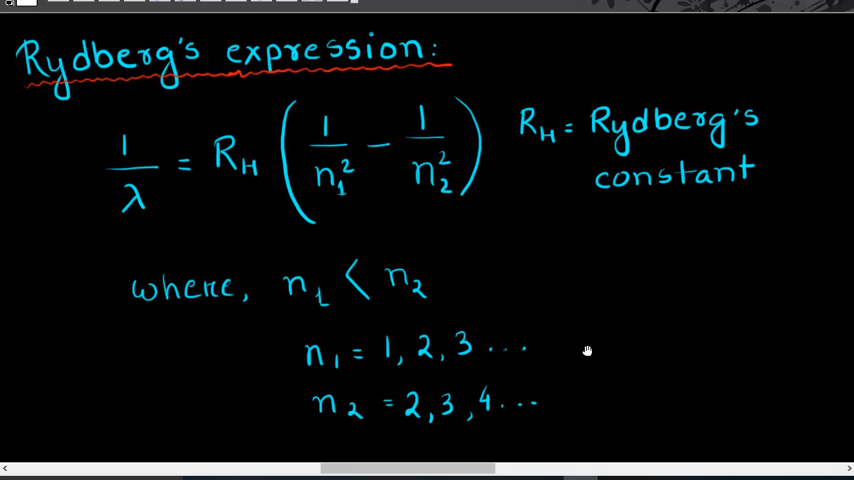 Rydberg's expression:
1/λ = R_H (1/n₁² − 1/n₂²) R_H = Rydberg's
constant
where, n₁ < n₂
n₁ = 1, 2, 3 ...
n₂ = 2, 3, 4 ...